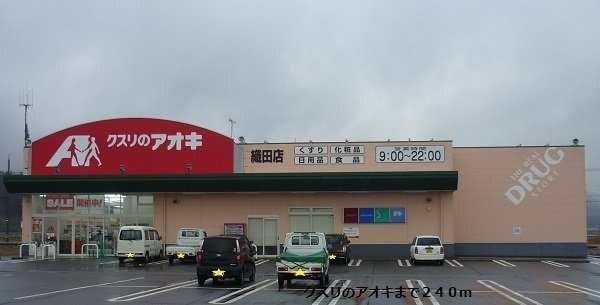 クスリのアオキ
織田店
くすり 化粧品
日用品 食品
営業時間
9:00~22:00
THE REAL
DRUG
STORE
SALE 開催中
クスリのアオキまで240m